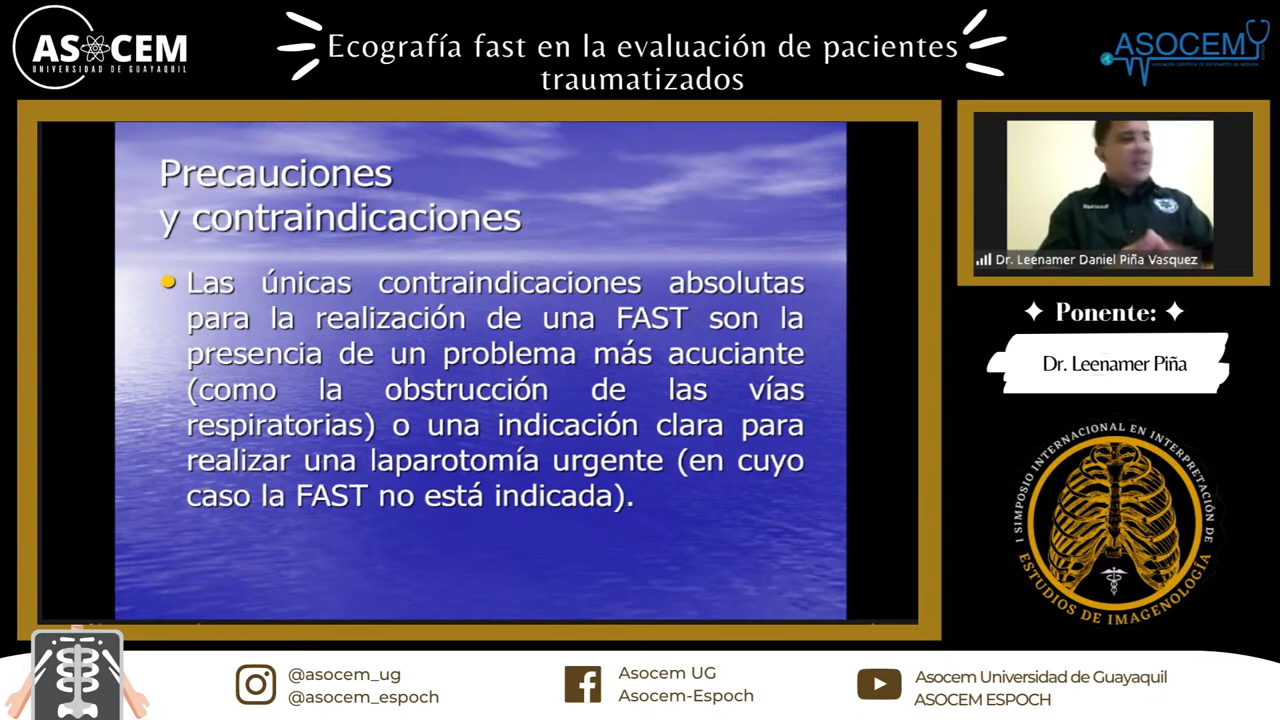 ASOCEM
UNIVERSIDAD DE GUAYAQUIL
Ecografía fast en la evaluación de pacientes
traumatizados
ASOCEM
Precauciones
y contraindicaciones
Las únicas contraindicaciones absolutas
para la realización de una FAST son la
presencia de un problema más acuciante
(como la obstrucción de las vías
respiratorias) o una indicación clara para
realizar una laparotomía urgente (en cuyo
caso la FAST no está indicada).
Dr. Leenamer Daniel Piña Vasquez
Ponente:
Dr. Leenamer Piña
I SIMPOSIO INTERNACIONAL EN INTERPRETACIÓN DE
ESTUDIOS DE IMAGENOLOGÍA
@asocem_ug
@asocem_espoch
Asocem UG
Asocem-Espoch
Asocem Universidad de Guayaquil
ASOCEM ESPOCH